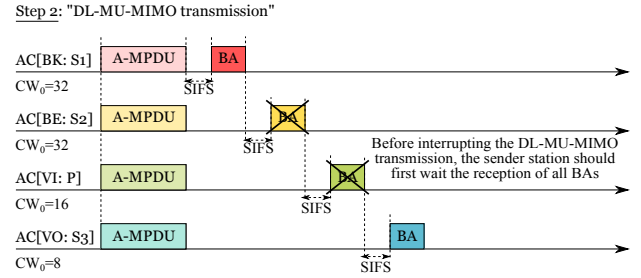 Step 2: "DL-MU-MIMO transmission"
AC[BK: S1] A-MPDU BA
SIFS
CW₀=32
AC[BE: S2] A-MPDU BA
SIFS
CW₀=32
Before interrupting the DL-MU-MIMO
transmission, the sender station should
first wait the reception of all BAs
AC[VI: P] A-MPDU BA
SIFS
CW₀=16
AC[VO: S3] A-MPDU BA
SIFS
CW₀=8